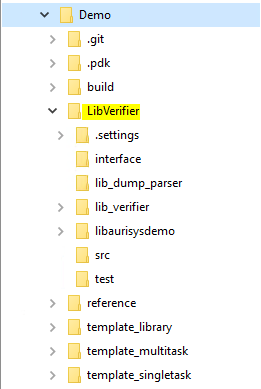 Demo
.git
.pdk
build
LibVerifier
.settings
interface
lib_dump_parser
lib_verifier
libaurisysdemo
src
test
reference
template_library
template_multitask
template_singletask